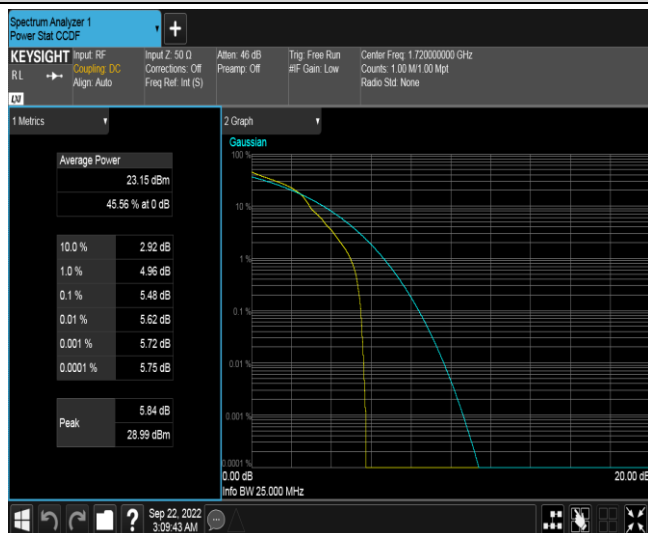 Spectrum Analyzer 1
Power Stat CCDF
KEYSIGHT
RL
LXI
Input: RF
Coupling: DC
Align: Auto
Input Z: 50 Ω
Corrections: Off
Freq Ref: Int (S)
Atten: 46 dB
Preamp: Off
Trig: Free Run
#IF Gain: Low
Center Freq: 1.720000000 GHz
Counts: 1.00 M/1.00 Mpt
Radio Std: None
1 Metrics
Average Power
23.15 dBm
45.56 % at 0 dB
10.0 % 2.92 dB
1.0 % 4.96 dB
0.1 % 5.48 dB
0.01 % 5.62 dB
0.001 % 5.72 dB
0.0001 % 5.75 dB
Peak
5.84 dB
28.99 dBm
2 Graph
Gaussian
100 %
10 %
1 %
0.1 %
0.01 %
0.001 %
0.0001 %
0.00 dB 20.00 dB
Info BW 25.000 MHz
?
Sep 22, 2022
3:09:43 AM